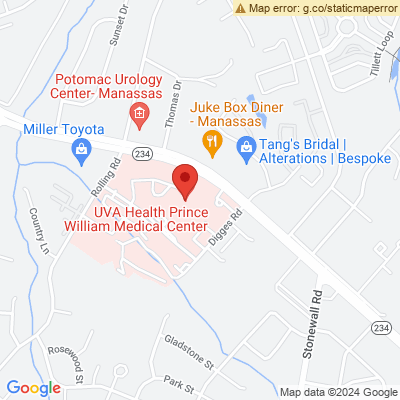 Map error: g.co/staticmaperror
Sunset Dr
Tillett Loop
Potomac Urology
Center- Manassas
Thomas Dr
Juke Box Diner
- Manassas
Miller Toyota
Tang's Bridal |
Alterations | Bespoke
234
Rolling Rd
UVA Health Prince
William Medical Center
Country Ln
Digges Rd
Stonewall Rd
234
Gladstone St
Rosewood St
Park St
Google
Map data ©2024 Google